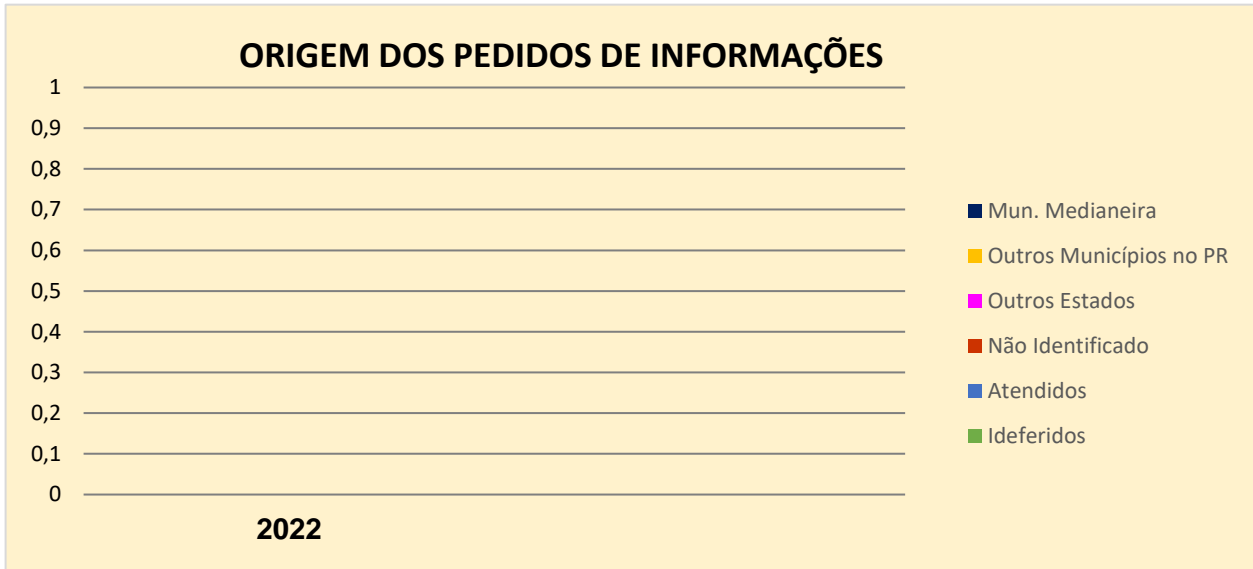 ORIGEM DOS PEDIDOS DE INFORMAÇÕES
1
0,9
0,8
0,7
0,6
0,5
0,4
0,3
0,2
0,1
0
2022
Mun. Medianeira
Outros Municípios no PR
Outros Estados
Não Identificado
Atendidos
Ideferidos